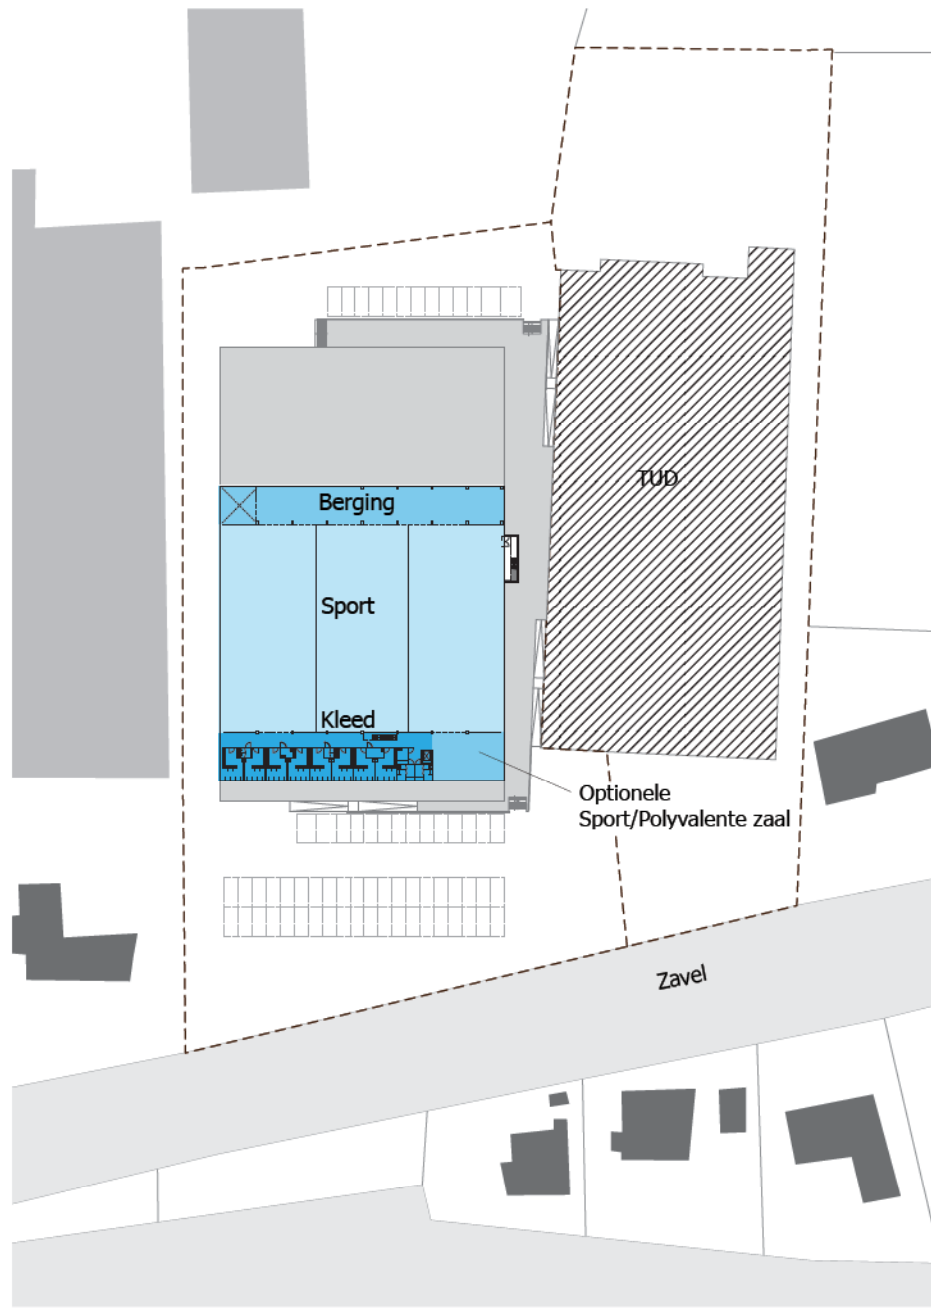 Berging
TUD
Sport
Kleed
Optionele
Sport/Polyvalente zaal
Zavel